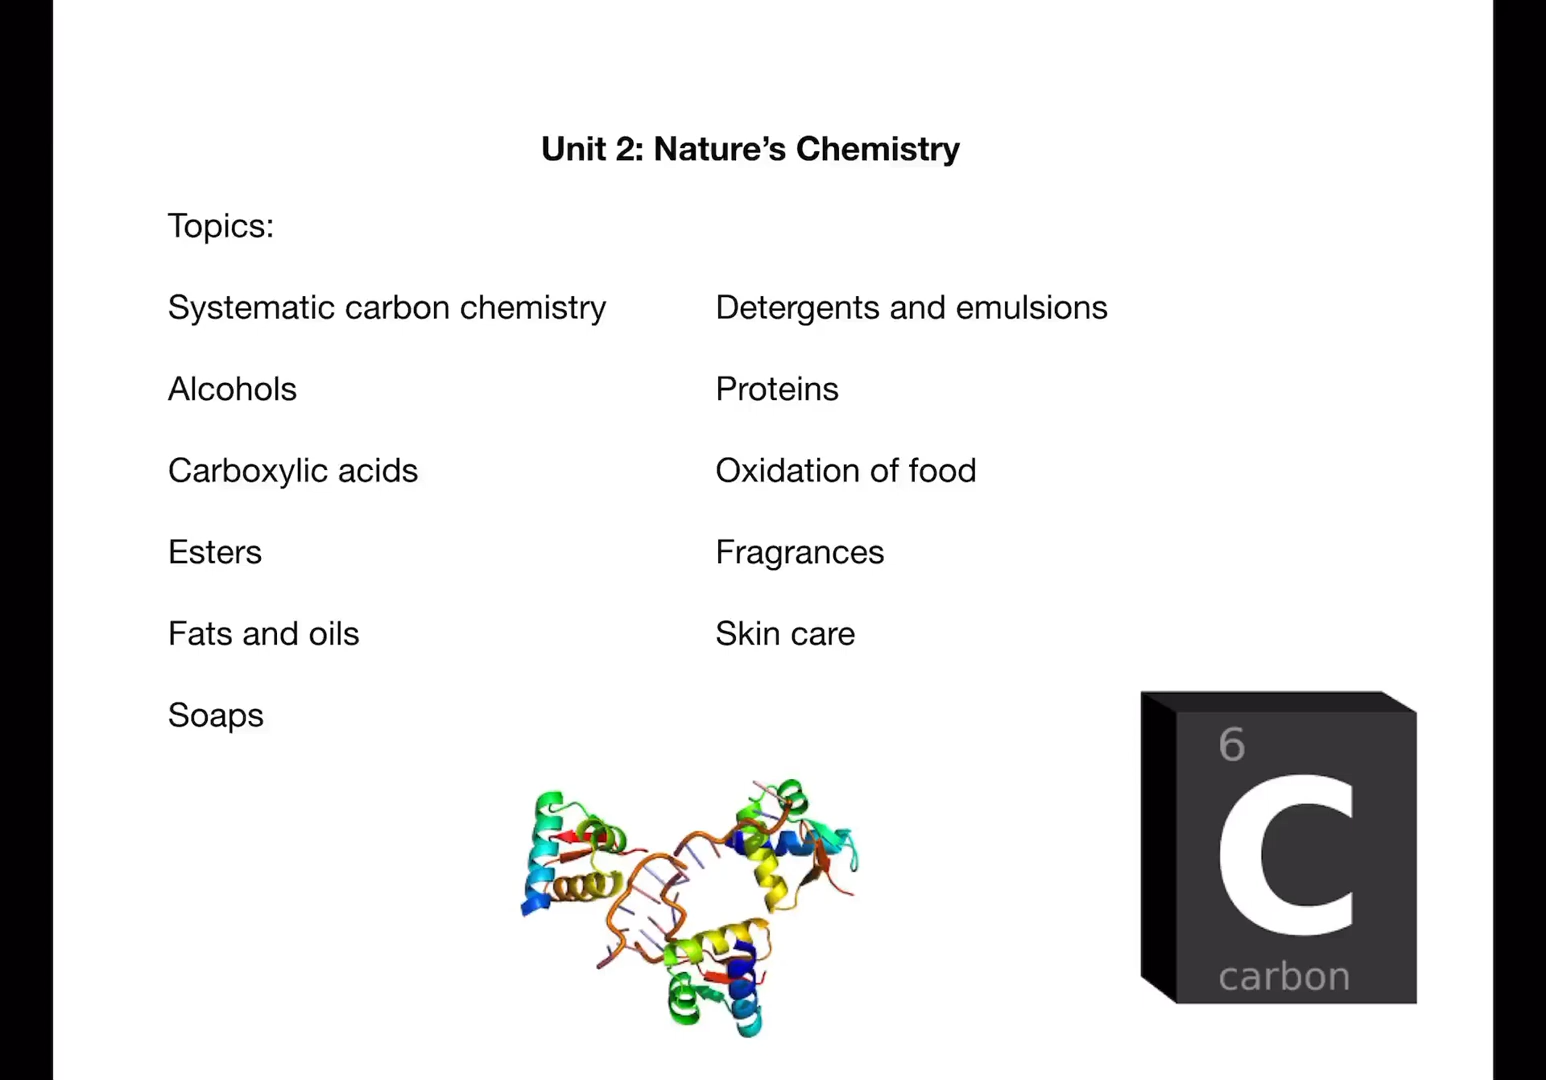 Unit 2: Nature’s Chemistry
Topics:
Systematic carbon chemistry
Alcohols
Carboxylic acids
Esters
Fats and oils
Soaps
Detergents and emulsions
Proteins
Oxidation of food
Fragrances
Skin care
6
C
carbon